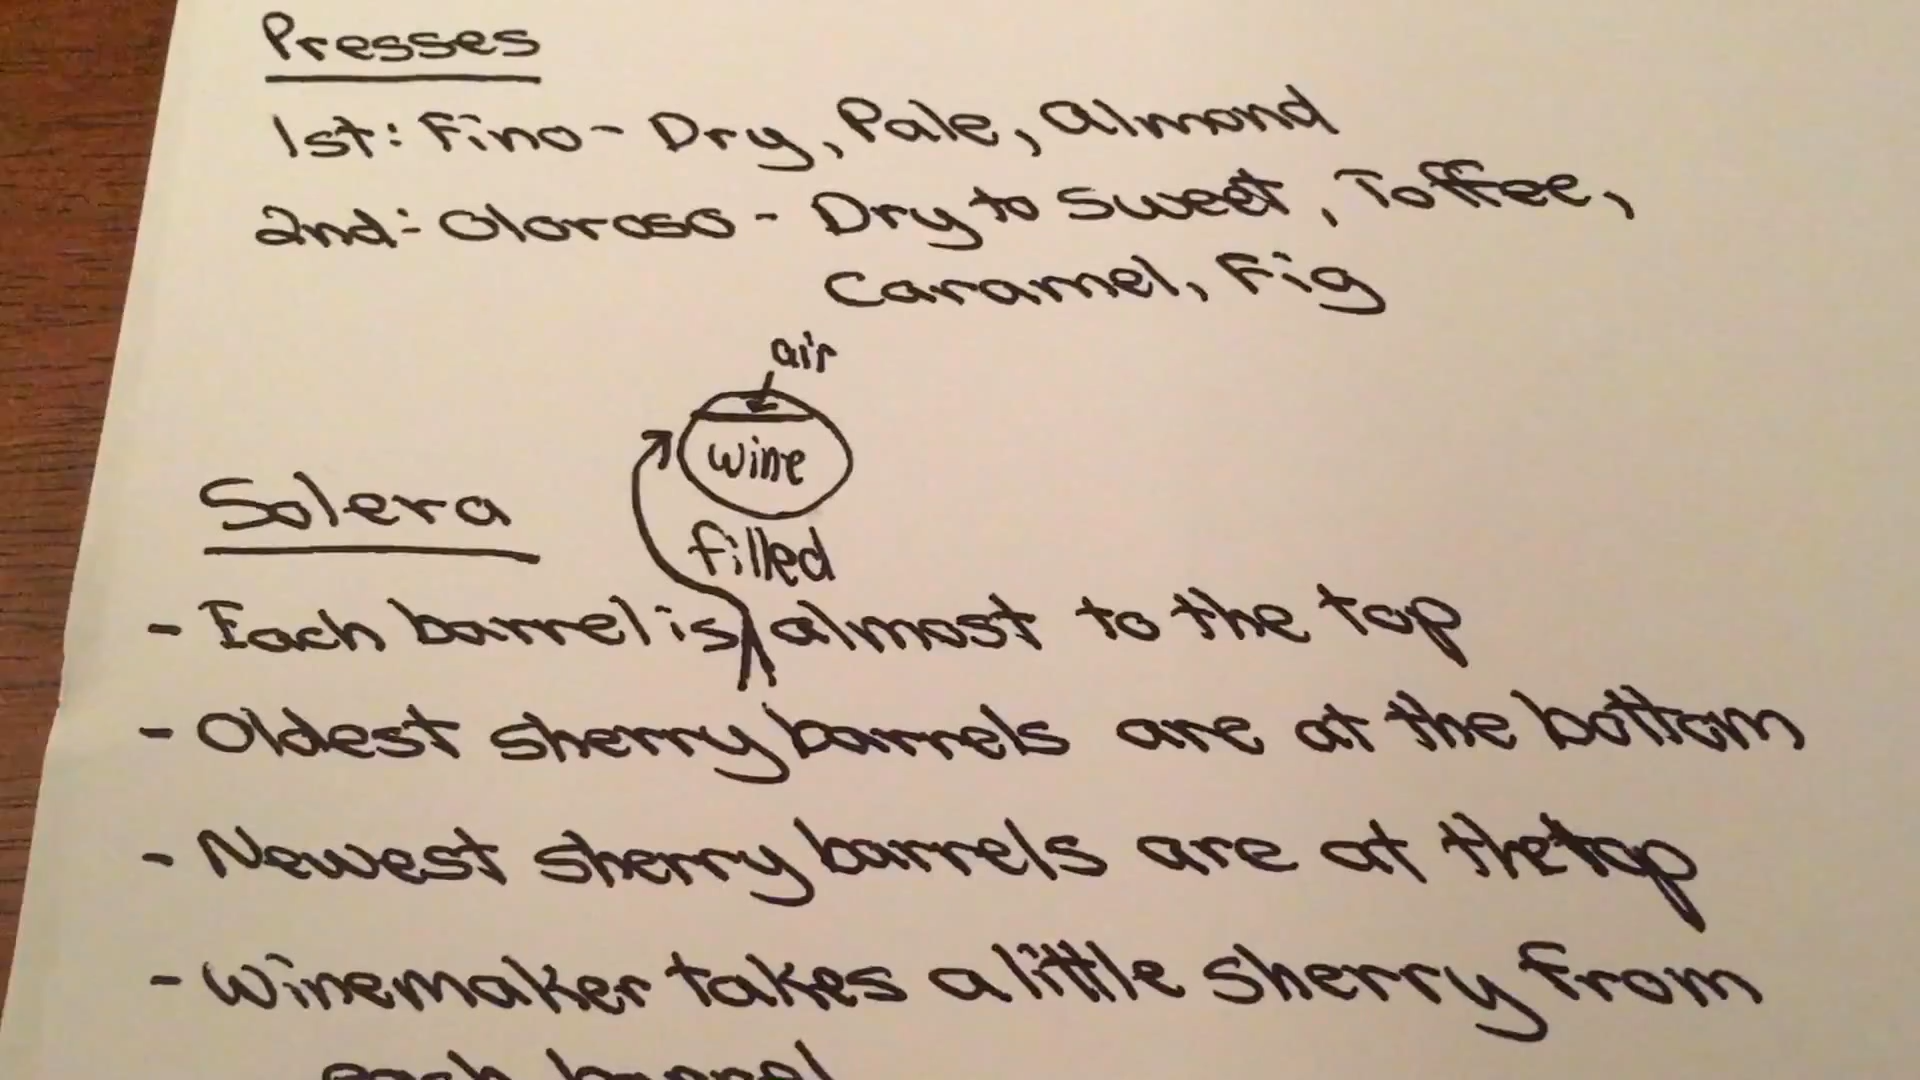 Presses
1st: Fino - Dry, Pale, Almond
2nd: Oloroso - Dry to Sweet, Toffee,
Caramel, Fig
air
wine
Solera
filled
- Each barrel is almost to the top
- Oldest sherry barrels are at the bottom
- Newest sherry barrels are at the top
- Winemaker takes a little sherry from
each barrel